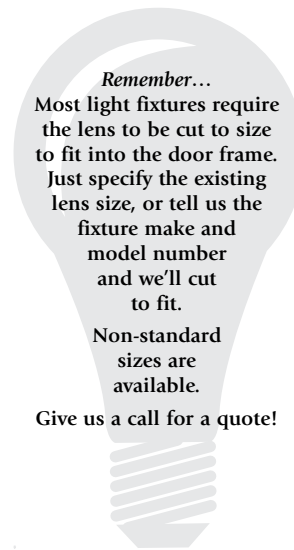 Remember…
Most light fixtures require
the lens to be cut to size
to fit into the door frame.
Just specify the existing
lens size, or tell us the
fixture make and
model number
and we’ll cut
to fit.
Non-standard
sizes are
available.
Give us a call for a quote!